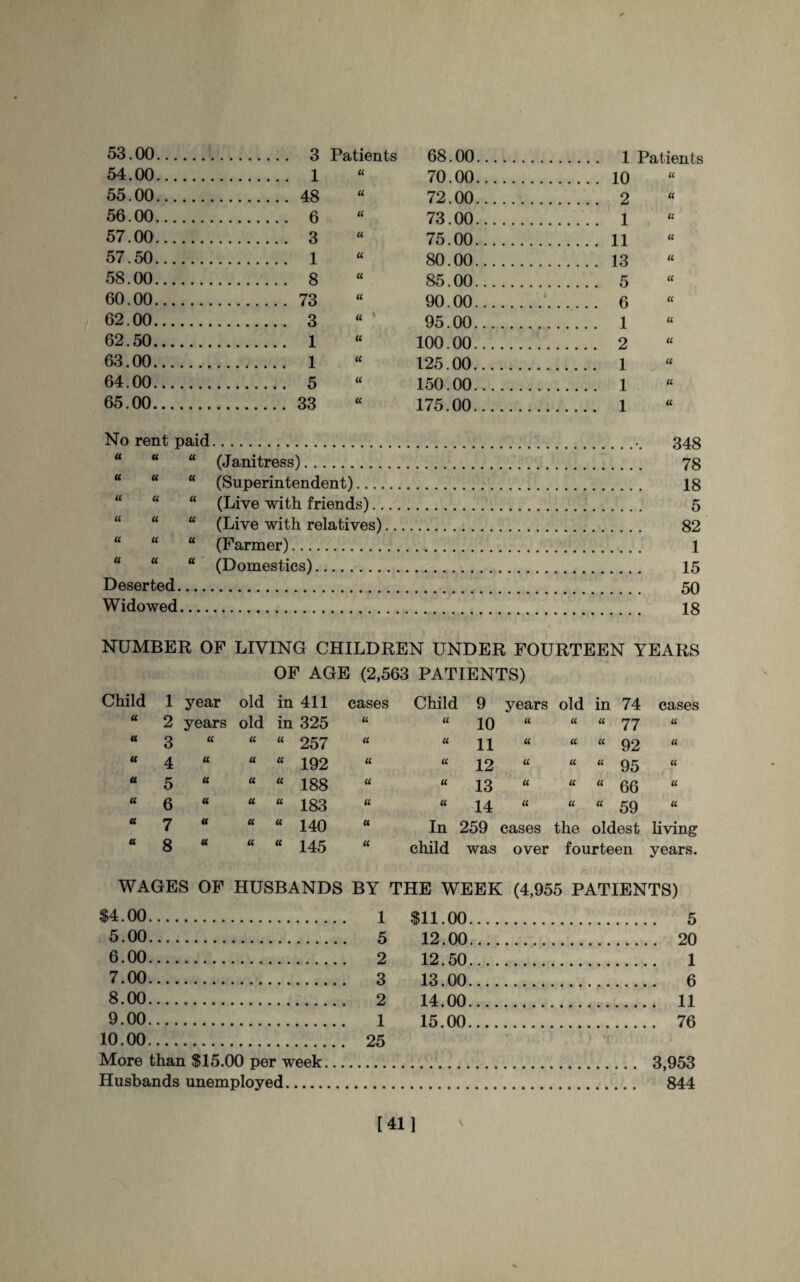 53.00................ 3 Patients 68.00................ 1 Patients
54.00................ 1 “ 70.00................ 10 “
55.00................ 48 “ 72.00................ 2 “
56.00................ 6 “ 73.00................ 1 “
57.00................ 3 “ 75.00................ 11 “
57.50................ 1 “ 80.00................ 13 “
58.00................ 8 “ 85.00................ 5 “
60.00................ 73 “ 90.00................ 6 “
62.00................ 3 “ 95.00................ 1 “
62.50................ 1 “ 100.00................ 2 “
63.00................ 1 “ 125.00................ 1 “
64.00................ 5 “ 150.00................ 1 “
65.00................ 33 “ 175.00................ 1 “
No rent paid................ 348
“ “ “ (Janitress)................ 78
“ “ “ (Superintendent)................ 18
“ “ “ (Live with friends)................ 5
“ “ “ (Live with relatives)................ 82
“ “ “ (Farmer)................ 1
“ “ “ (Domestics)................ 15
Deserted................ 50
Widowed................ 18
NUMBER OF LIVING CHILDREN UNDER FOURTEEN YEARS
OF AGE (2,563 PATIENTS)
Child 1 year old in 411 cases Child 9 years old in 74 cases
“ 2 years old in 325 “ “ 10 “ “ “ 77 “
“ 3 “ “ “ 257 “ “ 11 “ “ “ 92 “
“ 4 “ “ “ 192 “ “ 12 “ “ “ 95 “
“ 5 “ “ “ 188 “ “ 13 “ “ “ 66 “
“ 6 “ “ “ 183 “ “ 14 “ “ “ 59 “
“ 7 “ “ “ 140 “ In 259 cases the oldest living
“ 8 “ “ “ 145 “ child was over fourteen years.
WAGES OF HUSBANDS BY THE WEEK (4,955 PATIENTS)
$4.00................ 1 $11.00................ 5
5.00................ 5 12.00................ 20
6.00................ 2 12.50................ 1
7.00................ 3 13.00................ 6
8.00................ 2 14.00................ 11
9.00................ 1 15.00................ 76
10.00................ 25
More than $15.00 per week................ 3,953
Husbands unemployed................ 844
[41]